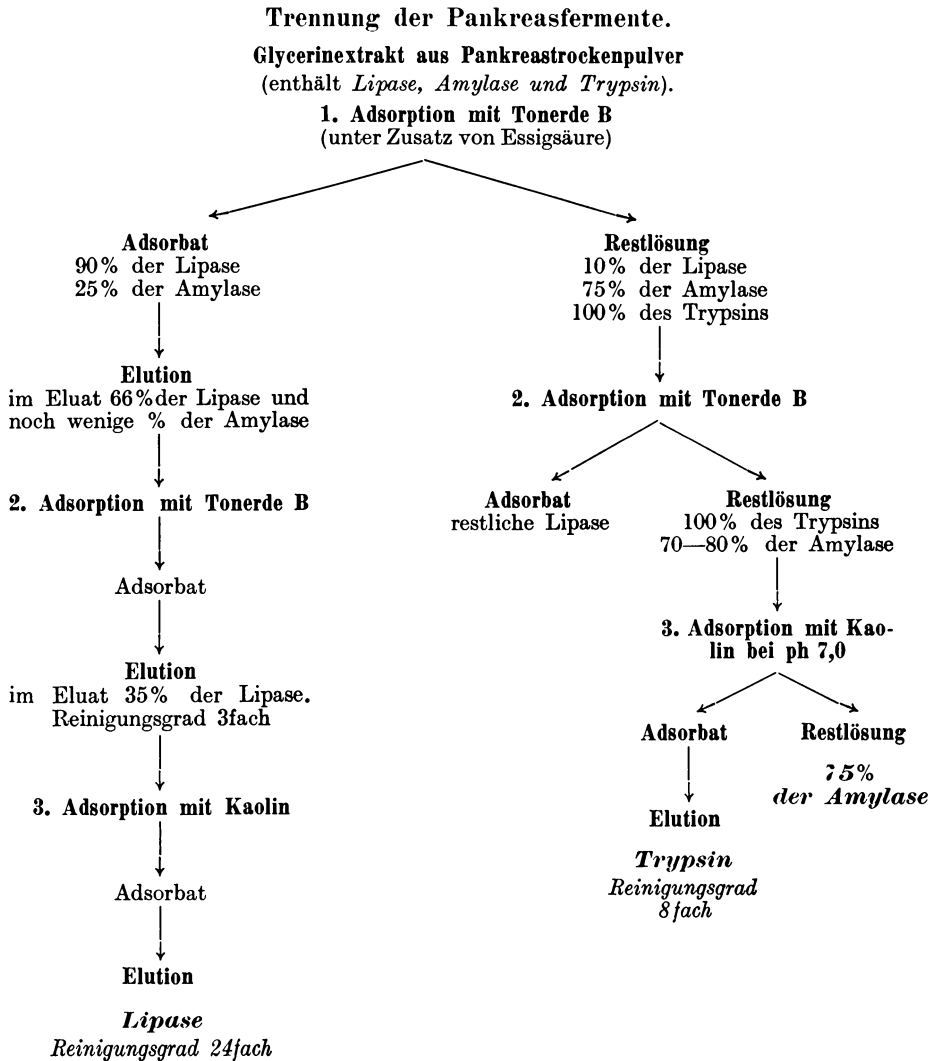 Trennung der Pankreasfermente.
Glycerinextrakt aus Pankreastrockenpulver
(enthält Lipase, Amylase und Trypsin).
1. Adsorption mit Tonerde B
(unter Zusatz von Essigsäure)
Adsorbat
90% der Lipase
25% der Amylase
Elution
im Eluat 66% der Lipase und
noch wenige % der Amylase
2. Adsorption mit Tonerde B
Adsorbat
Elution
im Eluat 35% der Lipase.
Reinigungsgrad 3fach
3. Adsorption mit Kaolin
Adsorbat
Elution
Lipase
Reinigungsgrad 24fach
Restlösung
10% der Lipase
75% der Amylase
100% des Trypsins
2. Adsorption mit Tonerde B
Adsorbat
restliche Lipase
Restlösung
100% des Trypsins
70—80% der Amylase
3. Adsorption mit Kao-
lin bei ph 7,0
Adsorbat
Elution
Trypsin
Reinigungsgrad
8fach
Restlösung
75%
der Amylase